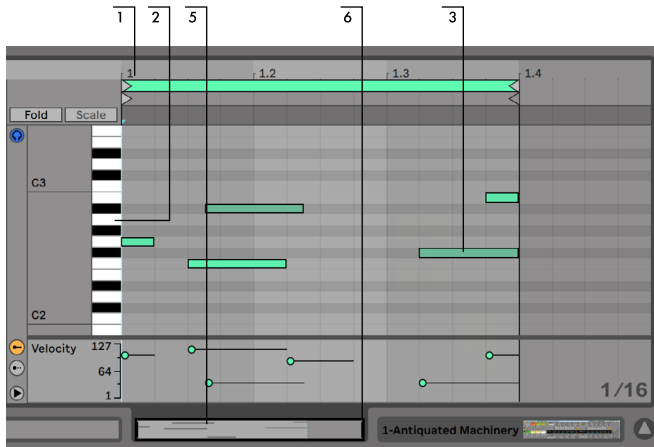 1 2 5 6 3
1 1.2 1.3 1.4
Fold Scale
C3
C2
Velocity 127
64
1
1/16
1-Antiquated Machinery